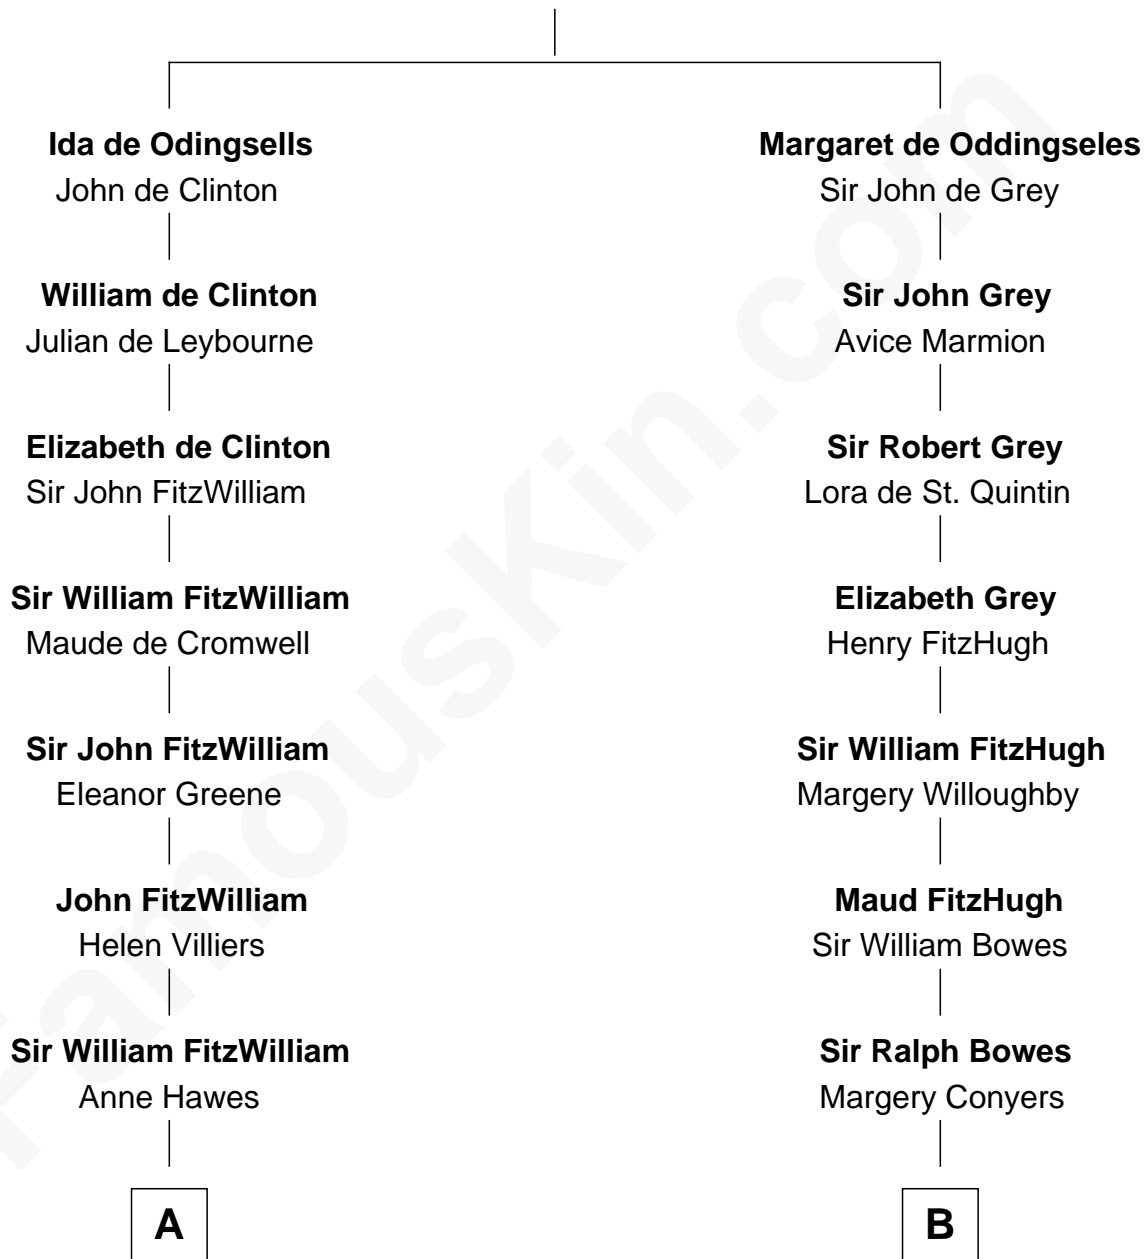 Ida de Odingsells
John de Clinton
William de Clinton
Julian de Leybourne
Elizabeth de Clinton
Sir John FitzWilliam
Sir William FitzWilliam
Maude de Cromwell
Sir John FitzWilliam
Eleanor Greene
John FitzWilliam
Helen Villiers
Sir William FitzWilliam
Anne Hawes
A
Margaret de Oddingseles
Sir John de Grey
Sir John Grey
Avice Marmion
Sir Robert Grey
Lora de St. Quintin
Elizabeth Grey
Henry FitzHugh
Sir William FitzHugh
Margery Willoughby
Maud FitzHugh
Sir William Bowes
Sir Ralph Bowes
Margery Conyers
B
FamousKin.com